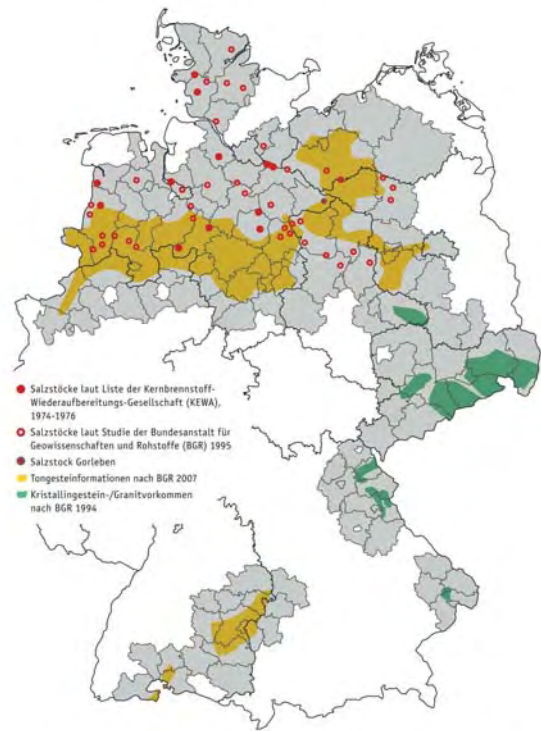 Salzstöcke laut Liste der Kernbrennstoff-
Wiederaufbereitungs-Gesellschaft (KEWA),
1974-1976
Salzstöcke laut Studie der Bundesanstalt für
Geowissenschaften und Rohstoffe (BGR) 1995
Salzstock Gorleben
Tongesteinformationen nach BGR 2007
Kristallingestein-/Granitvorkommen
nach BGR 1994